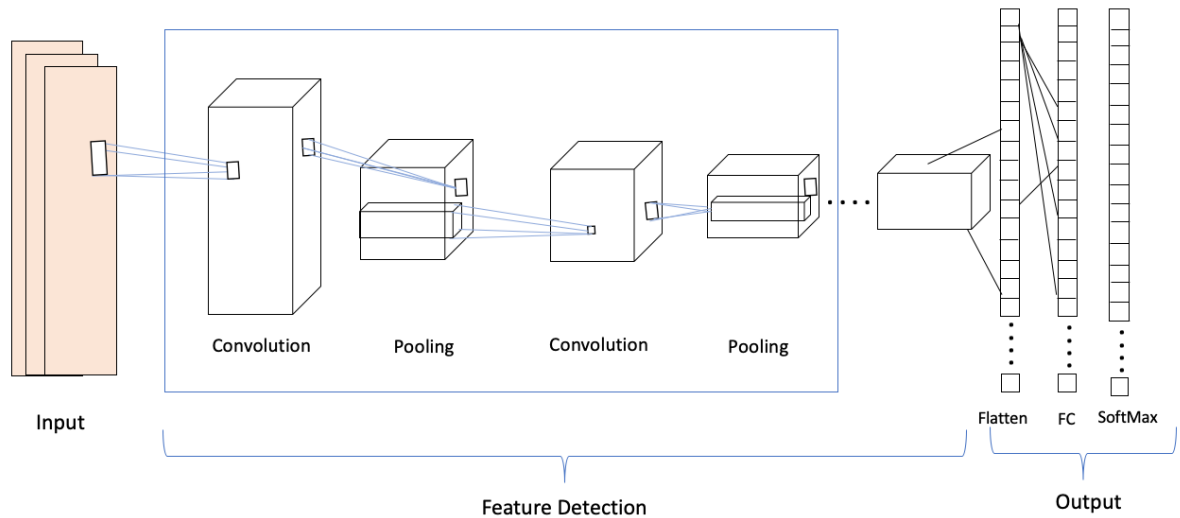 Convolution
Pooling
Convolution
Pooling
Input
Flatten
FC
SoftMax
Feature Detection
Output